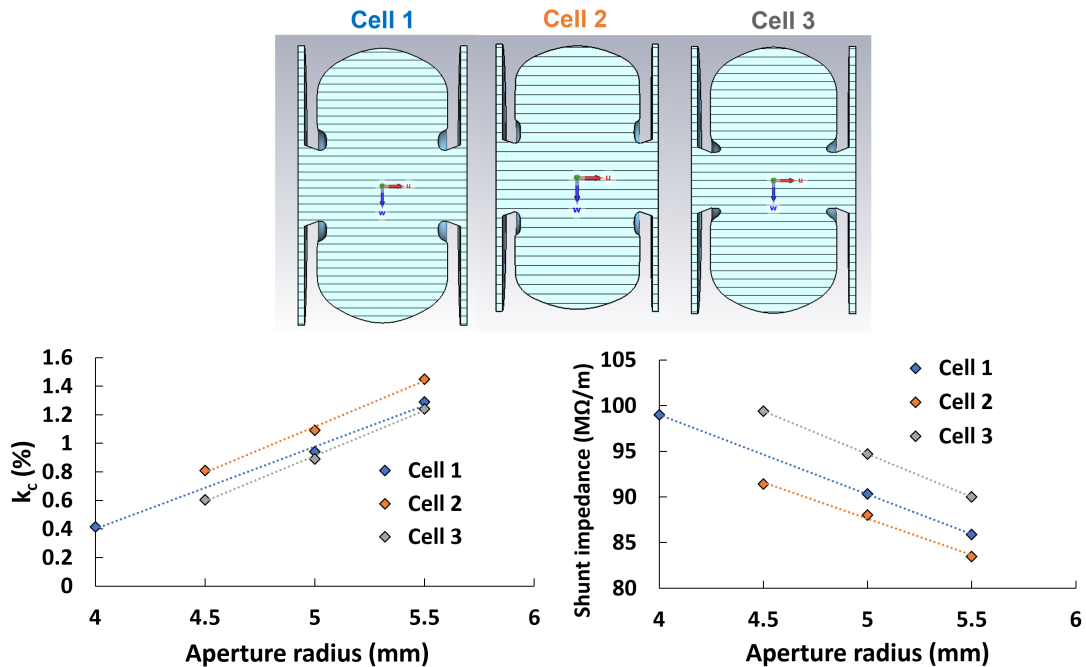 Cell 1
Cell 2
Cell 3
u
w
u
w
u
w
1.6
1.4
1.2
1
0.8
0.6
0.4
0.2
0
k_c (%)
4
4.5
5
5.5
6
Aperture radius (mm)
Cell 1
Cell 2
Cell 3
105
100
95
90
85
80
Shunt impedance (MΩ/m)
4
4.5
5
5.5
6
Aperture radius (mm)
Cell 1
Cell 2
Cell 3